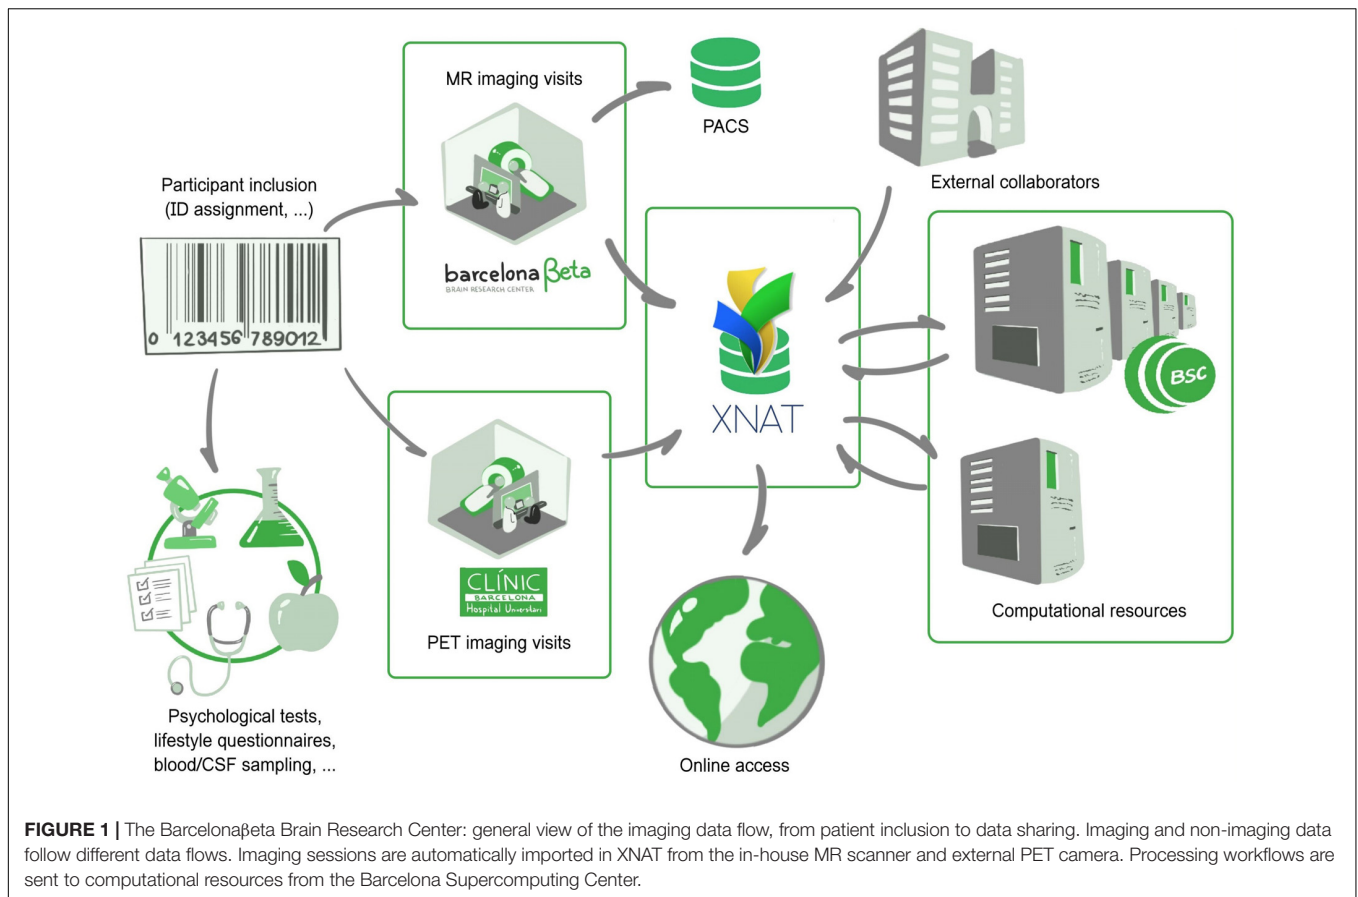 MR imaging visits
PACS
External collaborators
Participant inclusion
(ID assignment, ...)
barcelona βeta
BRAIN RESEARCH CENTER
0 123456 789012
XNAT
BSC
CLÍNIC
BARCELONA
Hospital Universitari
PET imaging visits
Computational resources
Psychological tests,
lifestyle questionnaires,
blood/CSF sampling, ...
Online access
FIGURE 1 | The Barcelonaβeta Brain Research Center: general view of the imaging data flow, from patient inclusion to data sharing. Imaging and non-imaging data
follow different data flows. Imaging sessions are automatically imported in XNAT from the in-house MR scanner and external PET camera. Processing workflows are
sent to computational resources from the Barcelona Supercomputing Center.